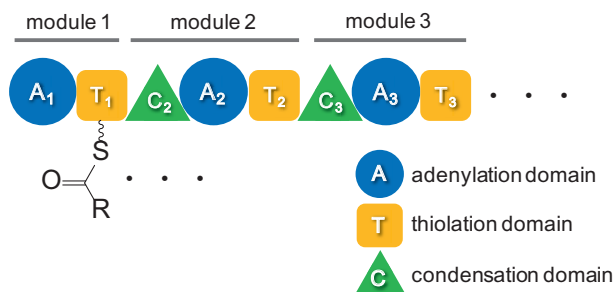 module 1 module 2 module 3
A1 T1 C2 A2 T2 C3 A3 T3 . . .
S
O . . .
R
A adenylation domain
T thiolation domain
C condensation domain